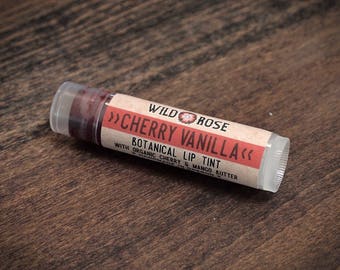 WILD ROSE
»CHERRY VANILLA«
BOTANICAL LIP TINT
WITH ORGANIC CHERRY & MANGO BUTTER